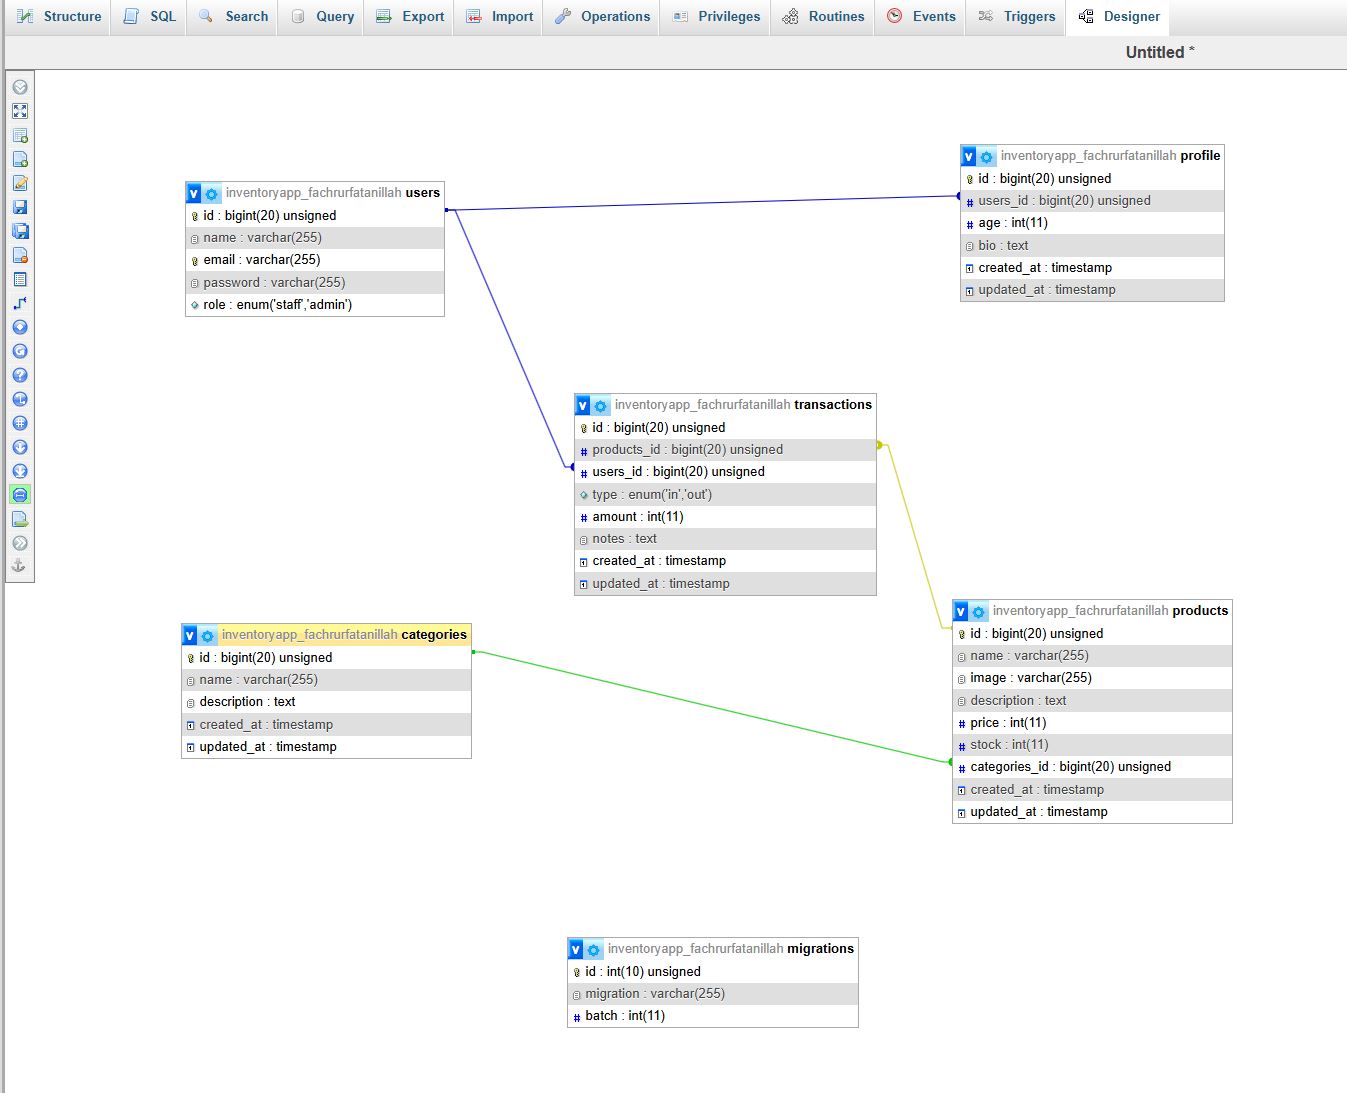 Structure SQL Search Query Export Import Operations Privileges Routines Events Triggers Designer
Untitled *
v inventoryapp_fachrurfatanillah users
id : bigint(20) unsigned
name : varchar(255)
email : varchar(255)
password : varchar(255)
role : enum('staff','admin')
v inventoryapp_fachrurfatanillah profile
id : bigint(20) unsigned
# users_id : bigint(20) unsigned
# age : int(11)
bio : text
created_at : timestamp
updated_at : timestamp
v inventoryapp_fachrurfatanillah transactions
id : bigint(20) unsigned
# products_id : bigint(20) unsigned
# users_id : bigint(20) unsigned
type : enum('in','out')
# amount : int(11)
notes : text
created_at : timestamp
updated_at : timestamp
v inventoryapp_fachrurfatanillah categories
id : bigint(20) unsigned
name : varchar(255)
description : text
created_at : timestamp
updated_at : timestamp
v inventoryapp_fachrurfatanillah products
id : bigint(20) unsigned
name : varchar(255)
image : varchar(255)
description : text
# price : int(11)
# stock : int(11)
# categories_id : bigint(20) unsigned
created_at : timestamp
updated_at : timestamp
v inventoryapp_fachrurfatanillah migrations
id : int(10) unsigned
migration : varchar(255)
# batch : int(11)